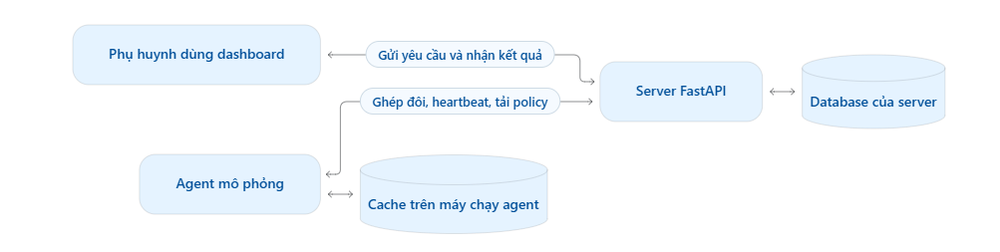 Phụ huynh dùng dashboard
Gửi yêu cầu và nhận kết quả
Server FastAPI
Database của server
Ghép đôi, heartbeat, tải policy
Agent mô phỏng
Cache trên máy chạy agent